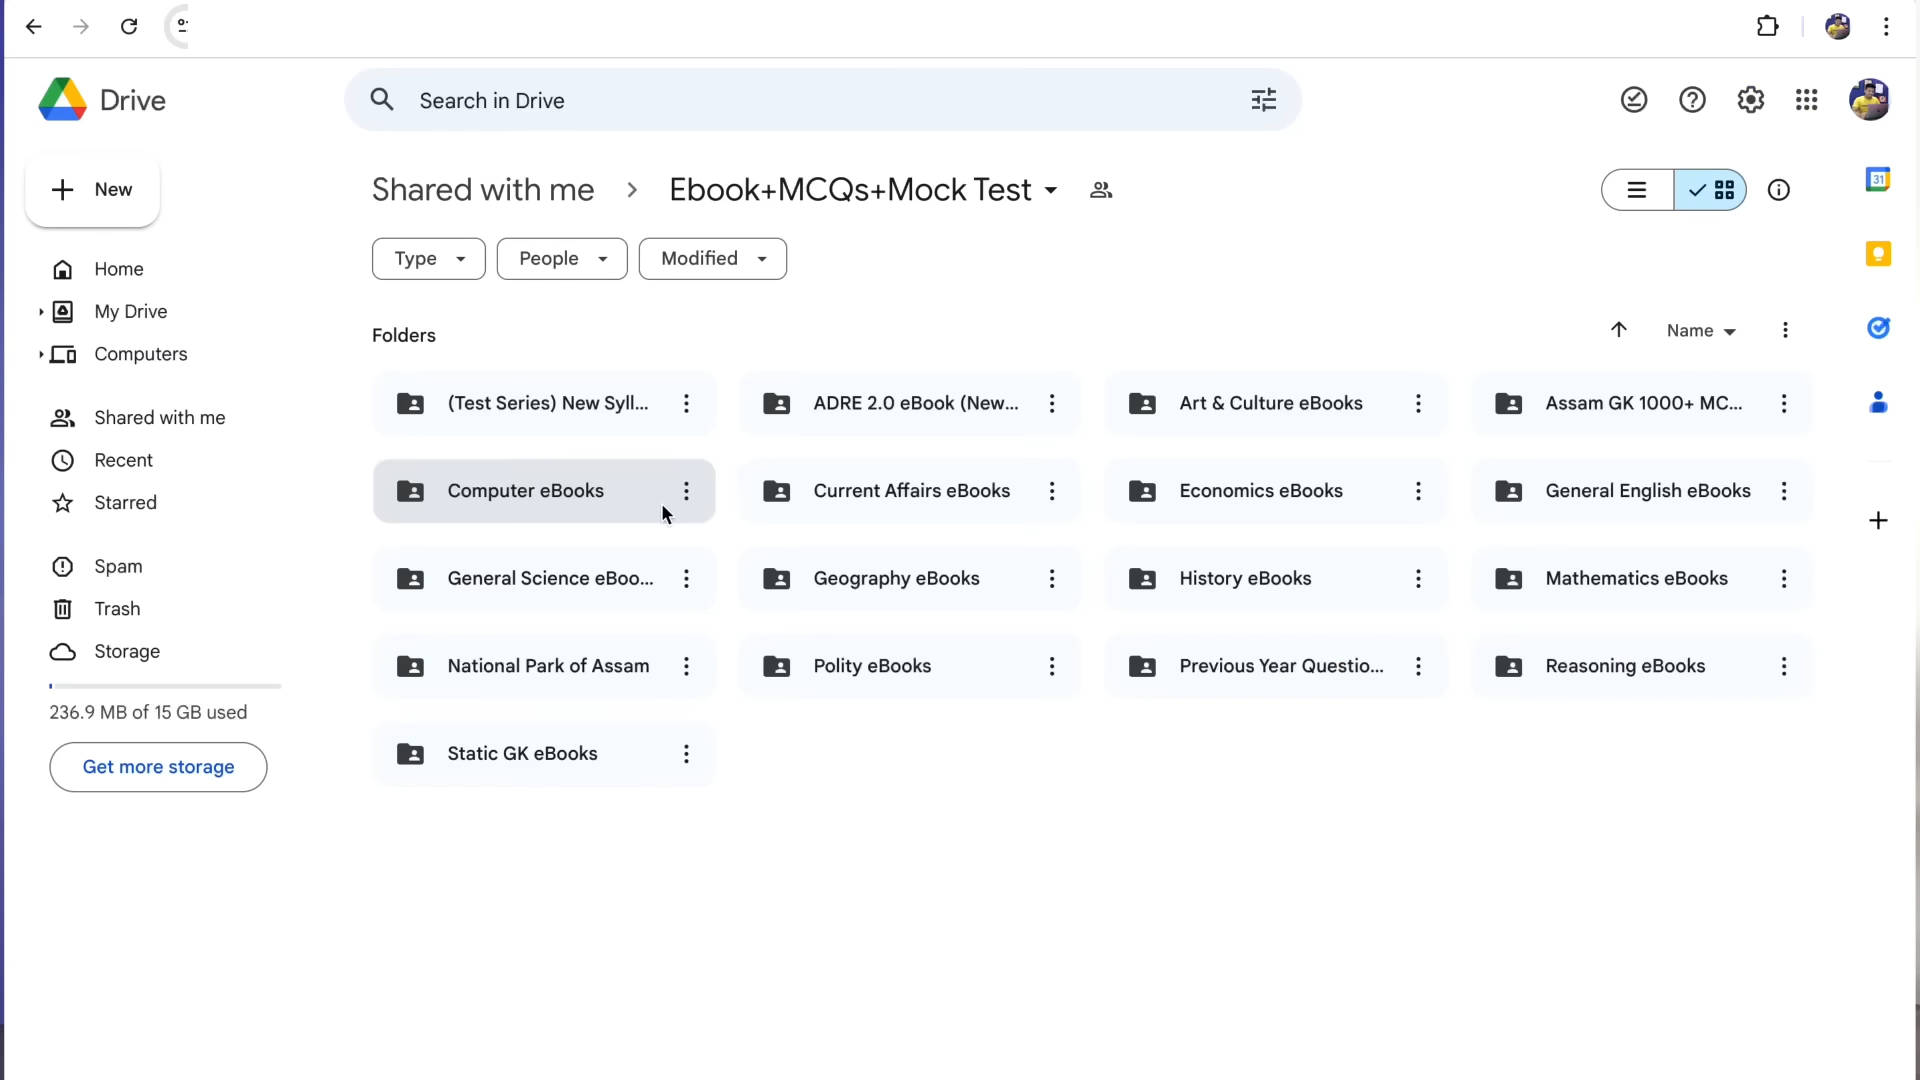 Drive
Search in Drive
New
Shared with me
Ebook+MCQs+Mock Test
31
Type
People
Modified
Home
My Drive
Computers
Folders
Name
(Test Series) New Syll...
ADRE 2.0 eBook (New...
Art & Culture eBooks
Assam GK 1000+ MC...
Shared with me
Recent
Starred
Computer eBooks
Current Affairs eBooks
Economics eBooks
General English eBooks
Spam
Trash
Storage
General Science eBoo...
Geography eBooks
History eBooks
Mathematics eBooks
National Park of Assam
Polity eBooks
Previous Year Questio...
Reasoning eBooks
236.9 MB of 15 GB used
Get more storage
Static GK eBooks